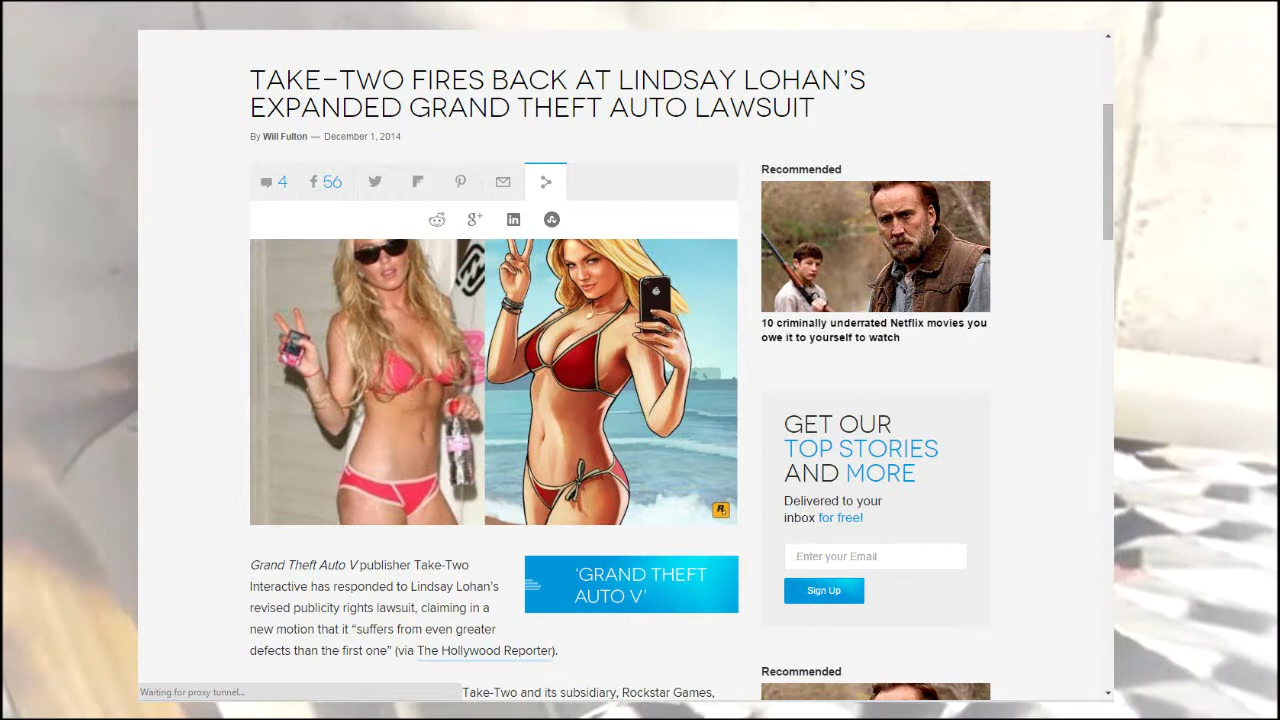 TAKE-TWO FIRES BACK AT LINDSAY LOHAN'S
EXPANDED GRAND THEFT AUTO LAWSUIT
By Will Fulton — December 1, 2014
4
56
g+
in
R
Grand Theft Auto V publisher Take-Two
Interactive has responded to Lindsay Lohan's
revised publicity rights lawsuit, claiming in a
new motion that it “suffers from even greater
defects than the first one” (via The Hollywood Reporter).
'GRAND THEFT
AUTO V'
Take-Two and its subsidiary, Rockstar Games,
Recommended
10 criminally underrated Netflix movies you
owe it to yourself to watch
GET OUR
TOP STORIES
AND MORE
Delivered to your
inbox for free!
Enter your Email
Sign Up
Recommended
Waiting for proxy tunnel...